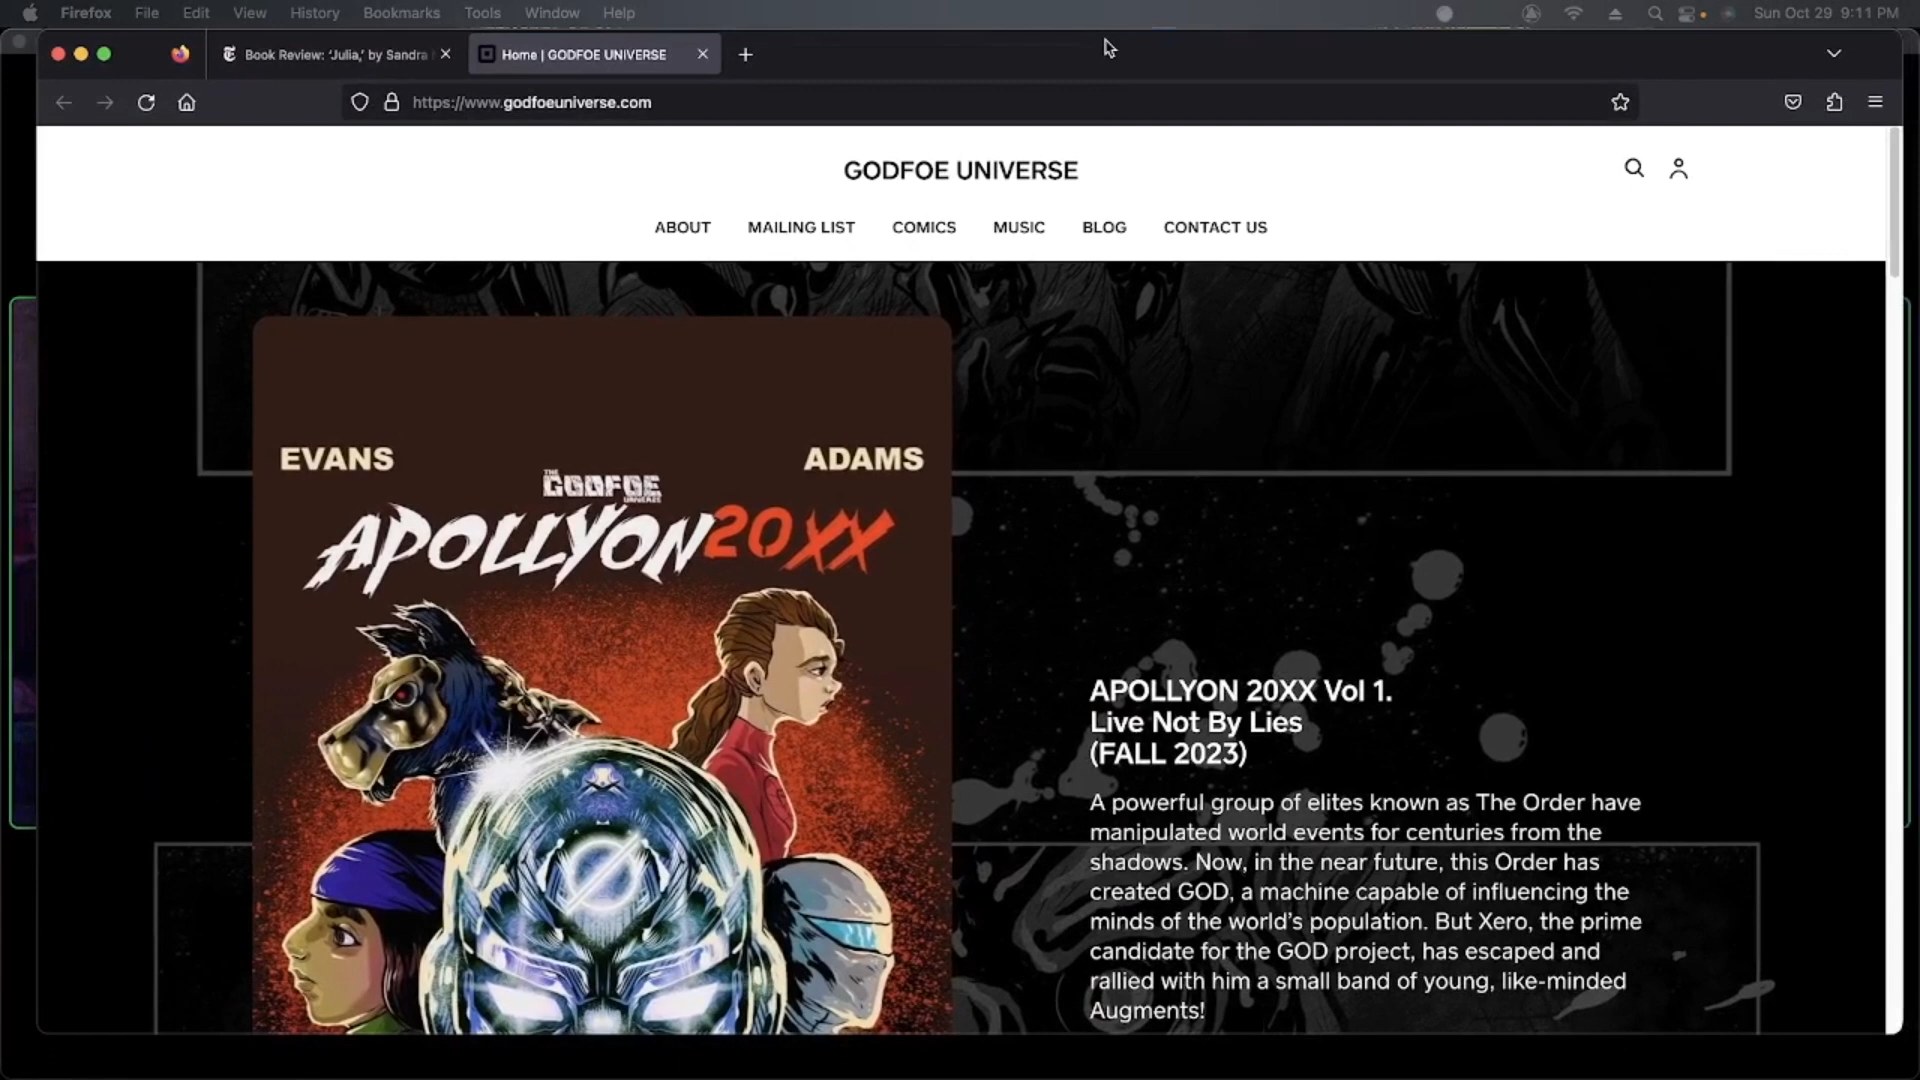 Firefox File Edit View History Bookmarks Tools Window Help Sun Oct 29 9:11 PM
Book Review: ‘Julia,’ by Sandra Home | GODFOE UNIVERSE
https://www.godfoeuniverse.com
GODFOE UNIVERSE
ABOUT MAILING LIST COMICS MUSIC BLOG CONTACT US
EVANS ADAMS
THE
GODFOE
UNIVERSE
APOLLYON 20XX
APOLLYON 20XX Vol 1.
Live Not By Lies
(FALL 2023)
A powerful group of elites known as The Order have
manipulated world events for centuries from the
shadows. Now, in the near future, this Order has
created GOD, a machine capable of influencing the
minds of the world’s population. But Xero, the prime
candidate for the GOD project, has escaped and
rallied with him a small band of young, like-minded
Augments!